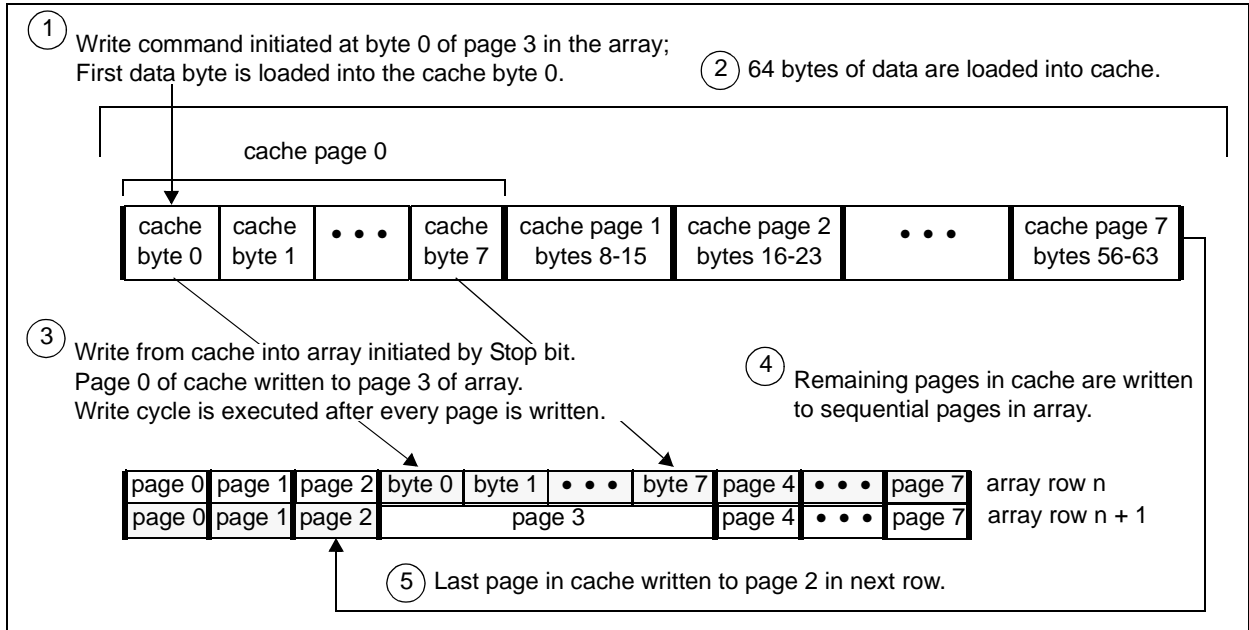 1
Write command initiated at byte 0 of page 3 in the array;
First data byte is loaded into the cache byte 0.
2 64 bytes of data are loaded into cache.
cache page 0
cache byte 0 cache byte 1 • • • cache byte 7 cache page 1 bytes 8-15 cache page 2 bytes 16-23 • • • cache page 7 bytes 56-63
3
Write from cache into array initiated by Stop bit.
Page 0 of cache written to page 3 of array.
Write cycle is executed after every page is written.
4
Remaining pages in cache are written
to sequential pages in array.
page 0 page 1 page 2 byte 0 byte 1 • • • byte 7 page 4 • • • page 7 array row n
page 0 page 1 page 2 page 3 page 4 • • • page 7 array row n + 1
5 Last page in cache written to page 2 in next row.